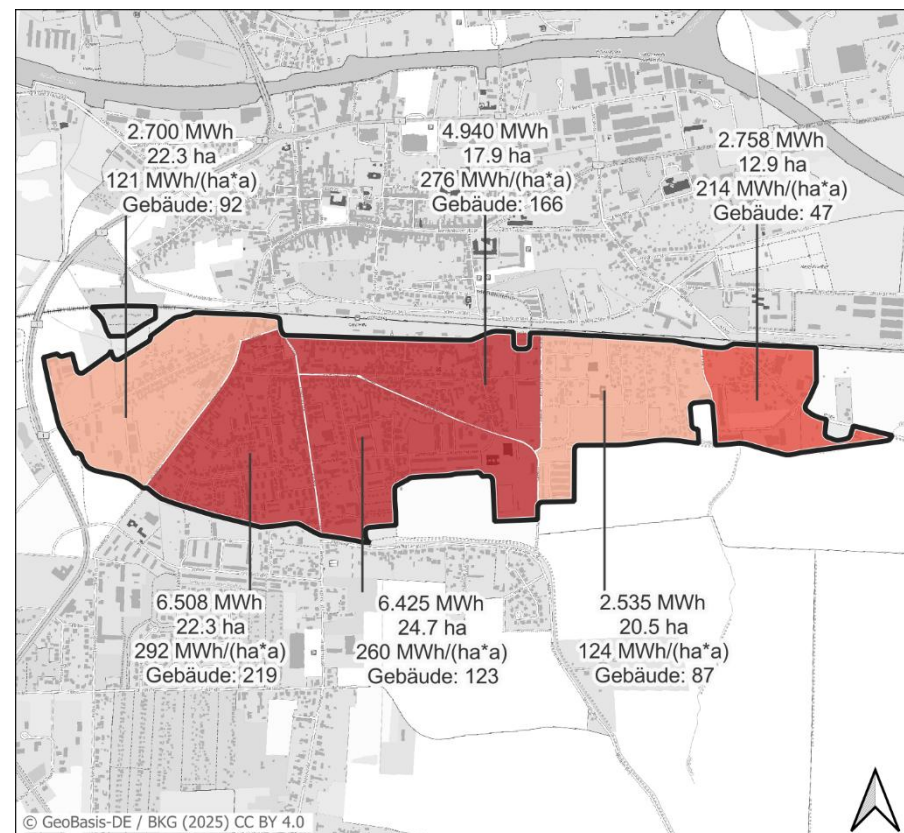 2.700 MWh
22.3 ha
121 MWh/(ha*a)
Gebäude: 92
4.940 MWh
17.9 ha
276 MWh/(ha*a)
Gebäude: 166
2.758 MWh
12.9 ha
214 MWh/(ha*a)
Gebäude: 47
6.508 MWh
22.3 ha
292 MWh/(ha*a)
Gebäude: 219
6.425 MWh
24.7 ha
260 MWh/(ha*a)
Gebäude: 123
2.535 MWh
20.5 ha
124 MWh/(ha*a)
Gebäude: 87
© GeoBasis-DE / BKG (2025) CC BY 4.0